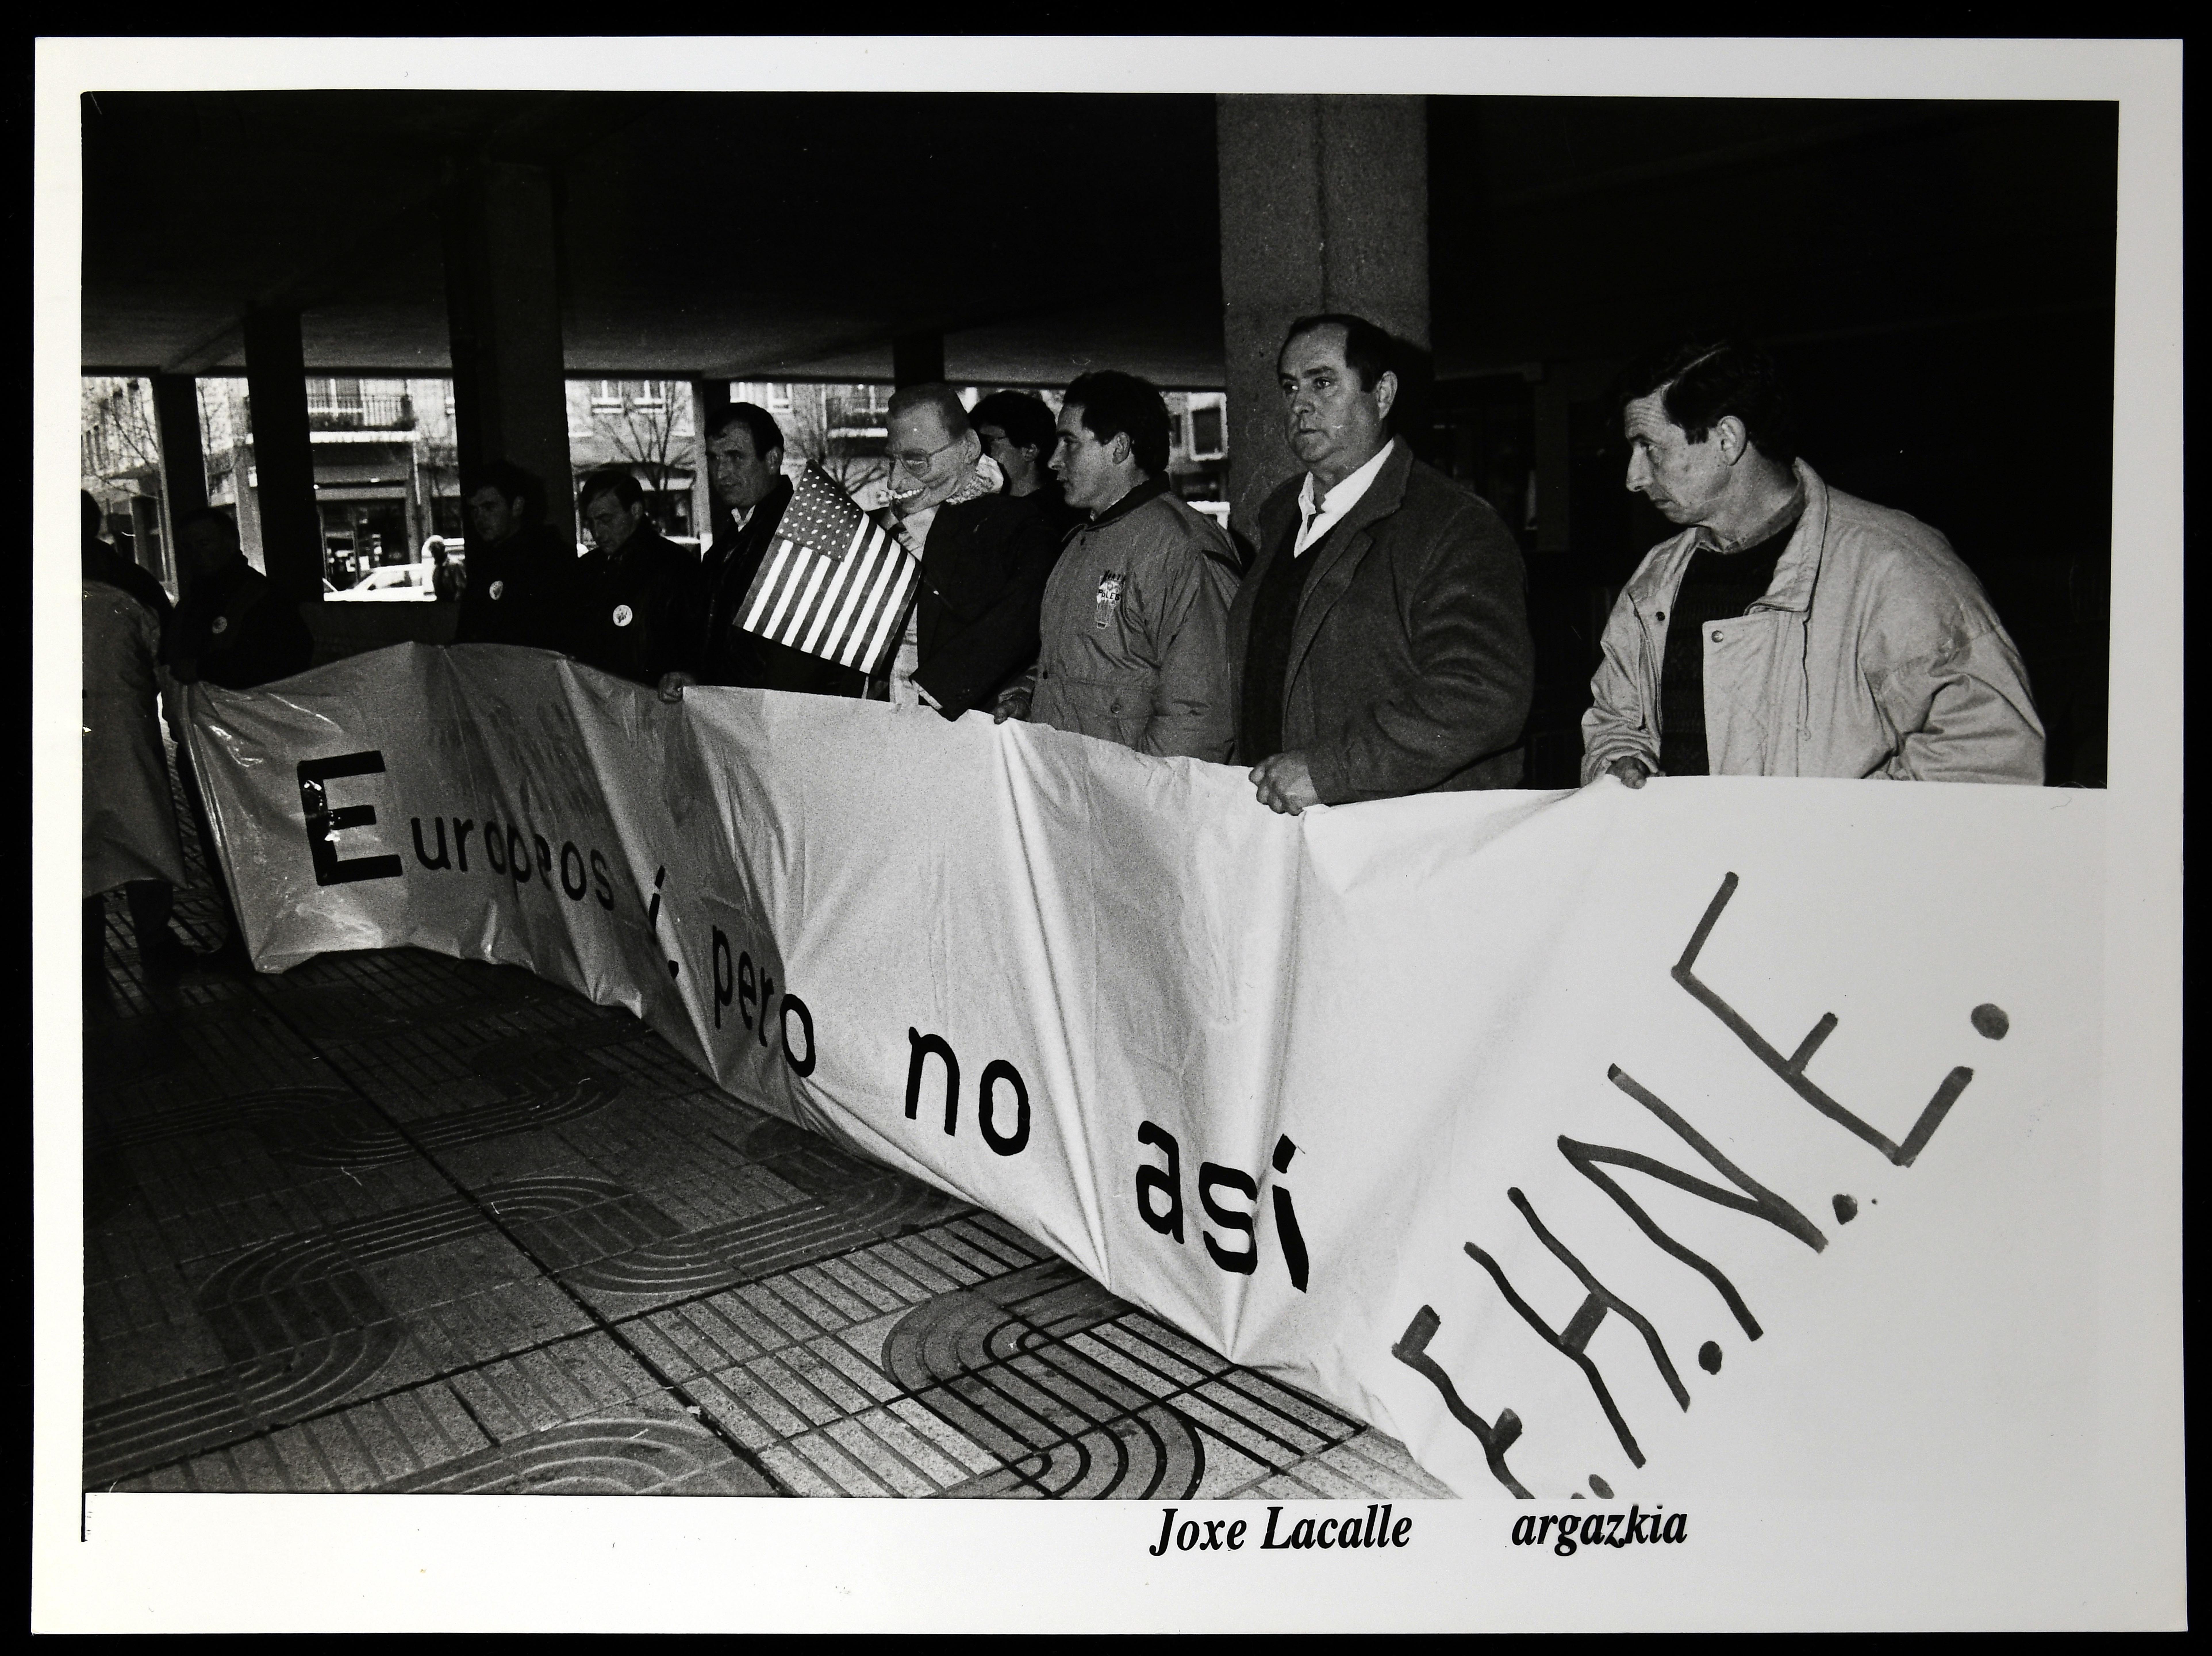 Europeos í. pero no así
E.H.N.E.
Joxe Lacalle argazkia